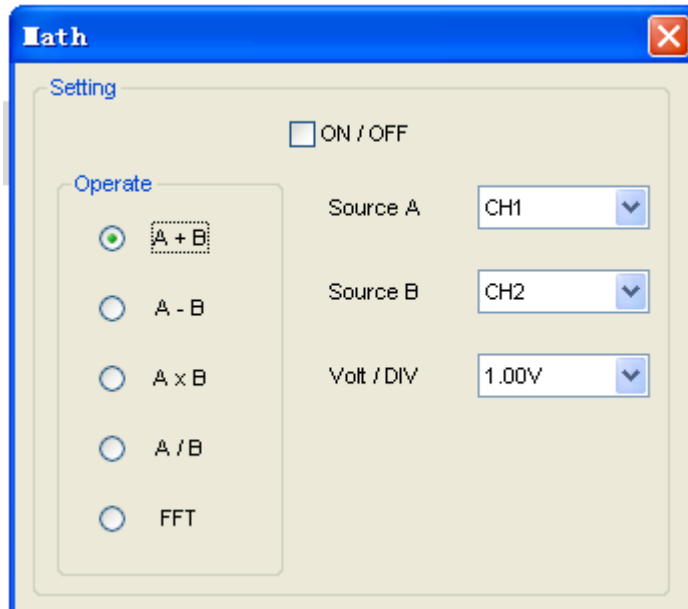 Math
Setting
ON / OFF
Operate
Source A CH1
A + B
Source B CH2
A - B
Volt / DIV 1.00V
A x B
A / B
FFT